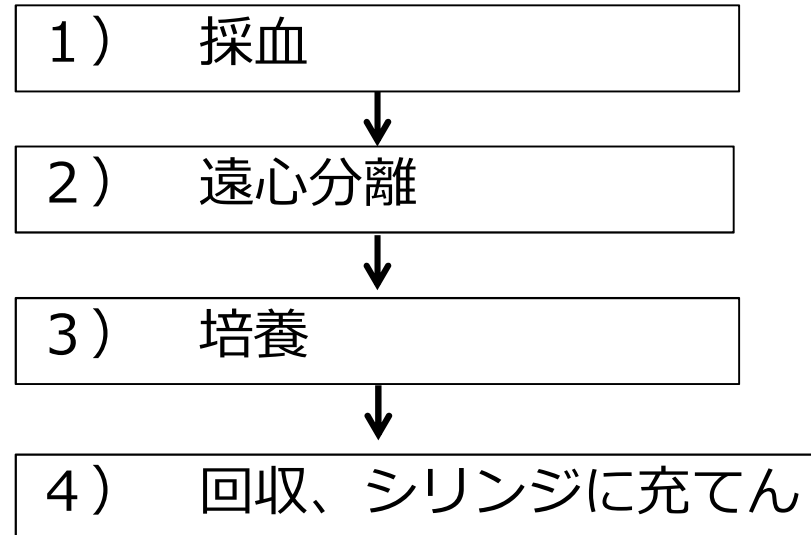 １）　採血
２）　遠心分離
３）　培養
４）　回収、シリンジに充てん